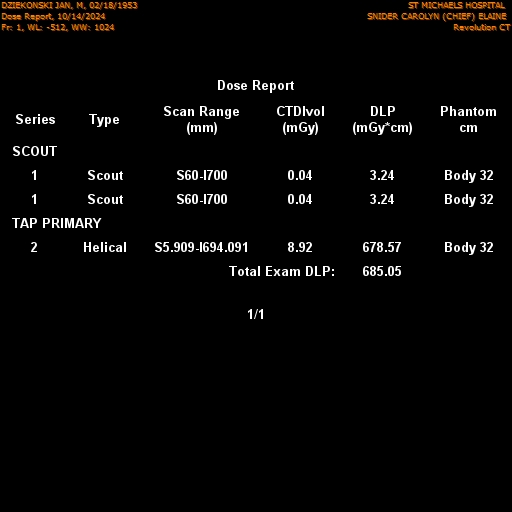 DZIEKONSKI JAN, M, 02/18/1953 ST MICHAELS HOSPITAL
Dose Report, 10/14/2024 SNIDER CAROLYN (CHIEF) ELAINE
Fr: 1, WL: -512, WW: 1024 Revolution CT
Dose Report
Series Type Scan Range (mm) CTDIvol (mGy) DLP (mGy*cm) Phantom cm
SCOUT
1 Scout S60-I700 0.04 3.24 Body 32
1 Scout S60-I700 0.04 3.24 Body 32
TAP PRIMARY
2 Helical S5.909-I694.091 8.92 678.57 Body 32
Total Exam DLP: 685.05
1/1